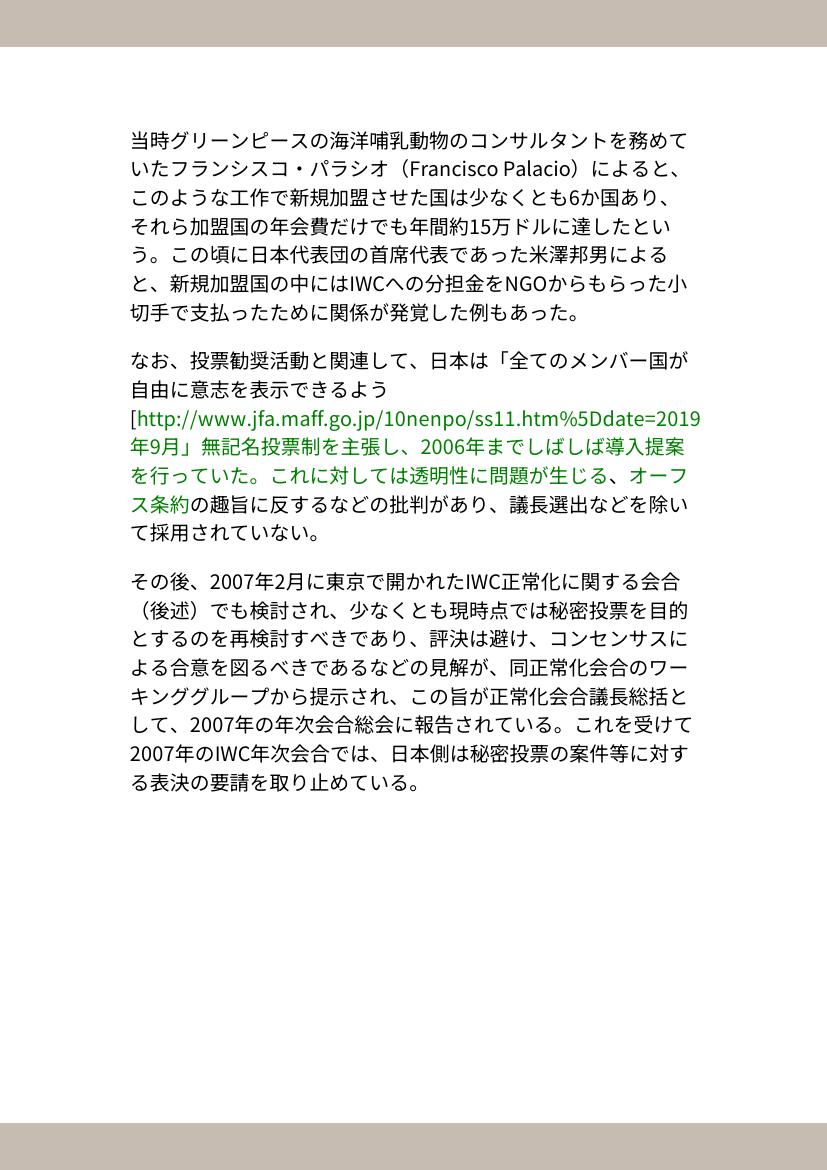 当時グリーンピースの海洋哺乳動物のコンサルタントを務めて
いたフランシスコ・パラシオ（Francisco Palacio）によると、
このような工作で新規加盟させた国は少なくとも6か国あり、
それら加盟国の年会費だけでも年間約15万ドルに達したとい
う。この頃に日本代表団の首席代表であった米澤邦男による
と、新規加盟国の中にはIWCへの分担金をNGOからもらった小
切手で支払ったために関係が発覚した例もあった。
なお、投票勧奨活動と関連して、日本は「全てのメンバー国が
自由に意志を表示できるよう
[http://www.jfa.maff.go.jp/10nenpo/ss11.htm%5Ddate=2019
年9月」無記名投票制を主張し、2006年までしばしば導入提案
を行っていた。これに対しては透明性に問題が生じる、オーフ
ス条約の趣旨に反するなどの批判があり、議長選出などを除い
て採用されていない。
その後、2007年2月に東京で開かれたIWC正常化に関する会合
（後述）でも検討され、少なくとも現時点では秘密投票を目的
とするのを再検討すべきであり、評決は避け、コンセンサスに
よる合意を図るべきであるなどの見解が、同正常化会合のワー
キンググループから提示され、この旨が正常化会合議長総括と
して、2007年の年次会合総会に報告されている。これを受けて
2007年のIWC年次会合では、日本側は秘密投票の案件等に対す
る表決の要請を取り止めている。